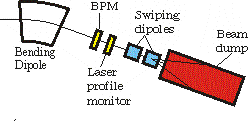 BPM
Swiping
dipoles
Beam
dump
Bending
Dipole
Laser
profile
monitor